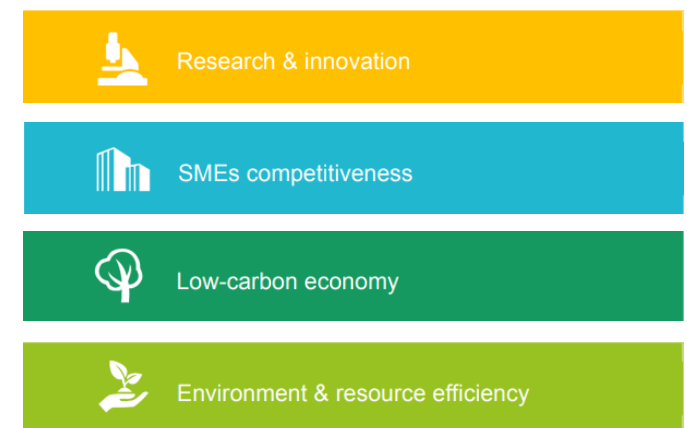 Research & innovation
SMEs competitiveness
Low-carbon economy
Environment & resource efficiency